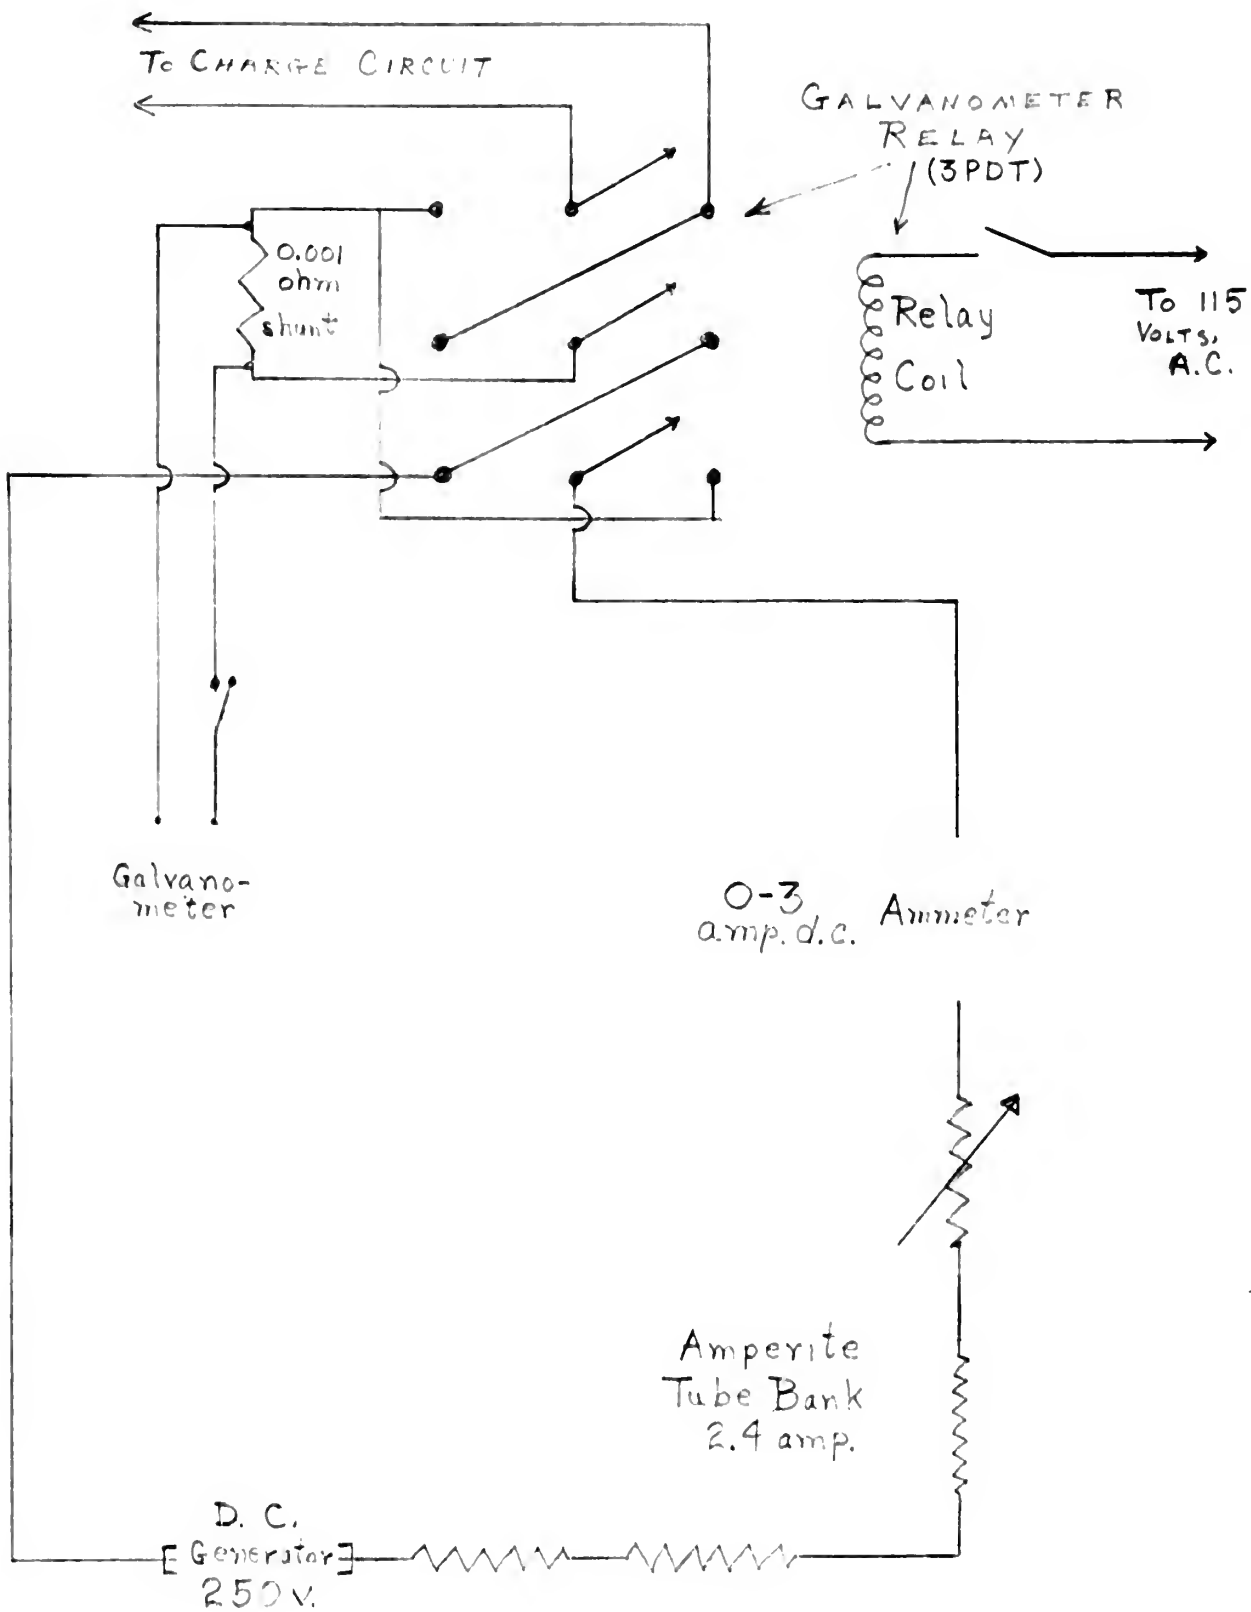 To CHARGE CIRCUIT
GALVANOMETER
RELAY
(3PDT)
0.001
ohm
shunt
Relay
Coil
To 115
VOLTS,
A.C.
Galvano-
meter
0-3
amp. d.c.
Ammeter
Amperite
Tube Bank
2.4 amp.
D. C.
Generator
250 v.